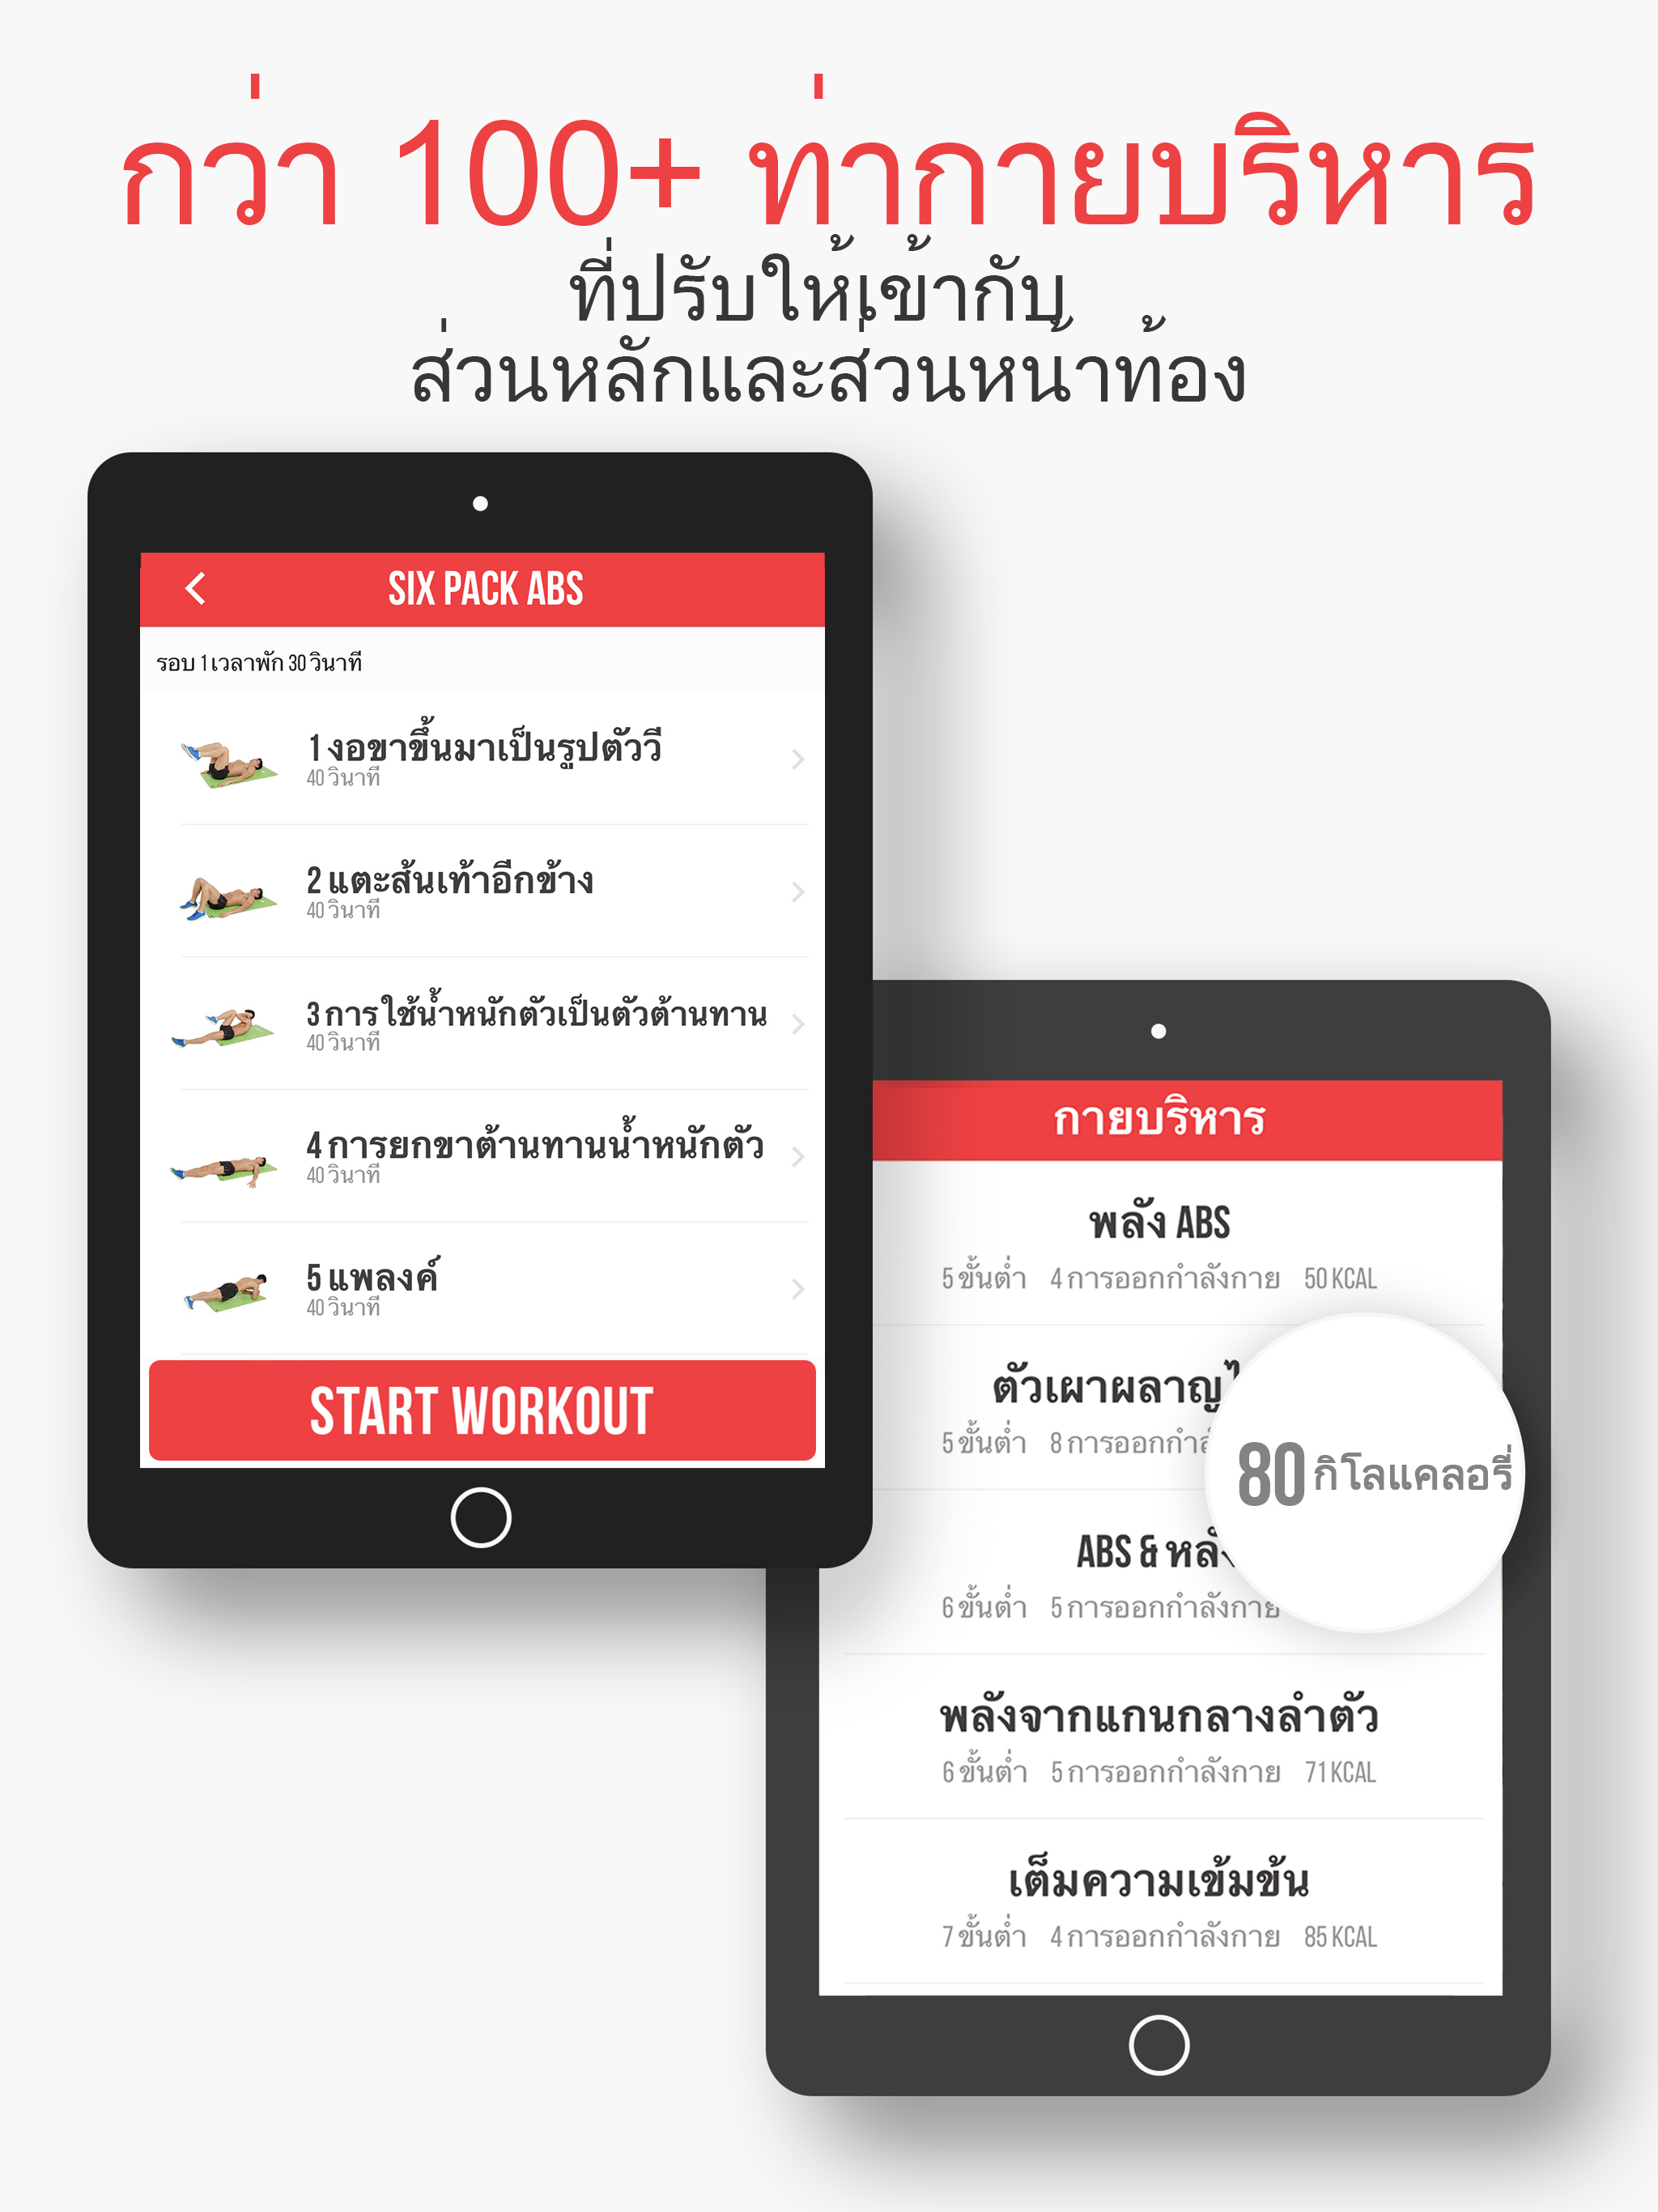 กว่า 100+ ท่ากายบริหาร
ที่ปรับให้เข้ากับ
ส่วนหลักและส่วนหน้าท้อง
SIX PACK ABS
รอบ 1 เวลาพัก 30 วินาที
1 งอขาขึ้นมาเป็นรูปตัววี
40 วินาที
2 แตะส้นเท้าอีกข้าง
40 วินาที
3 การใช้น้ำหนักตัวเป็นตัวต้านทาน
40 วินาที
4 การยกขาต้านทานน้ำหนักตัว
40 วินาที
5 แพลงค์
40 วินาที
START WORKOUT
กายบริหาร
พลัง ABS
5 ขั้นต่ำ 4 การออกกำลังกาย 50 KCAL
ตัวเผาผลาญ
5 ขั้นต่ำ 8
80 กิโลแคลอรี่
ABS &
6 ขั้นต่ำ 5 การออกกำลังกาย
พลังจากแกนกลางลำตัว
6 ขั้นต่ำ 5 การออกกำลังกาย 71 KCAL
เต็มความเข้มข้น
7 ขั้นต่ำ 4 การออกกำลังกาย 85 KCAL